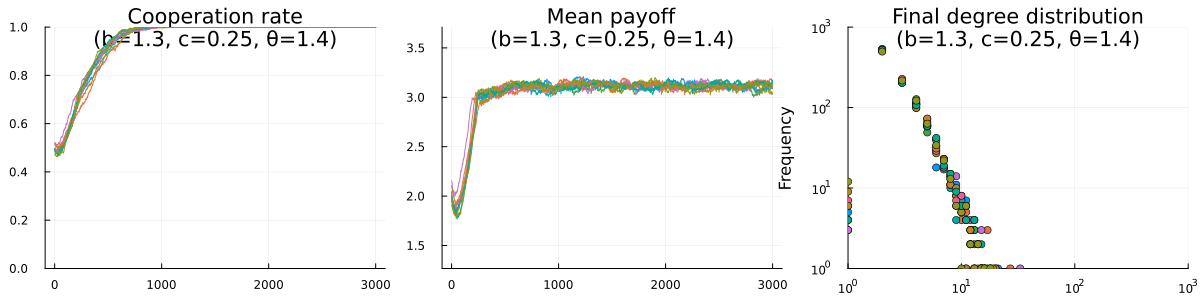 Cooperation rate
(b=1.3, c=0.25, θ=1.4)
1.0
0.8
0.6
0.4
0.2
0.0
0 1000 2000 3000
Mean payoff
(b=1.3, c=0.25, θ=1.4)
3.5
3.0
2.5
2.0
1.5
0 1000 2000 3000
Final degree distribution
(b=1.3, c=0.25, θ=1.4)
Frequency
10³
10²
10¹
10⁰
10⁰ 10¹ 10² 10³